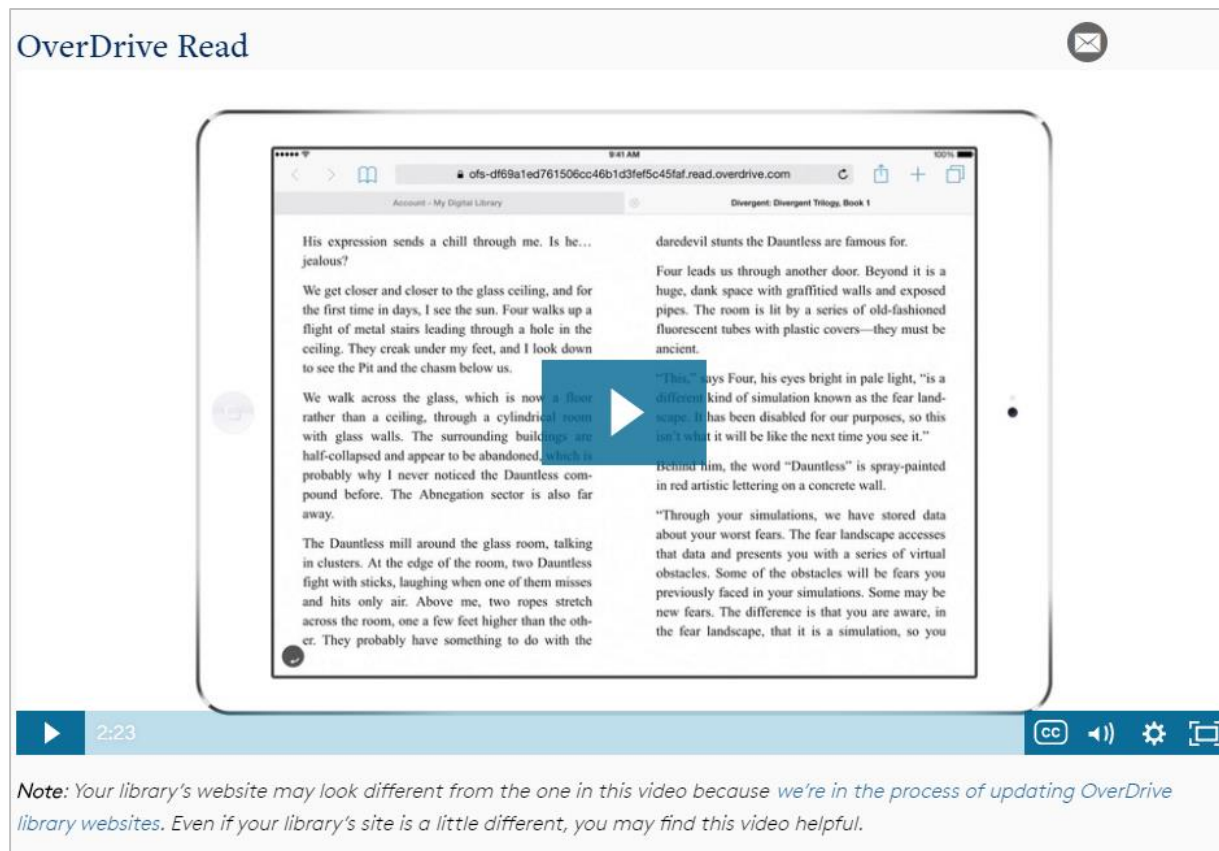 OverDrive Read
9:41 AM
100%
ofs-df69a1ed761506cc46b1d3fef5c45faf.read.overdrive.com
Account - My Digital Library
Divergent: Divergent Trilogy, Book 1
His expression sends a chill through me. Is he…
jealous?
We get closer and closer to the glass ceiling, and for
the first time in days, I see the sun. Four walks up a
flight of metal stairs leading through a hole in the
ceiling. They creak under my feet, and I look down
to see the Pit and the chasm below us.
We walk across the glass, which is now a floor
rather than a ceiling, through a cylindrical room
with glass walls. The surrounding buildings are
half-collapsed and appear to be abandoned, which is
probably why I never noticed the Dauntless com-
pound before. The Abnegation sector is also far
away.
The Dauntless mill around the glass room, talking
in clusters. At the edge of the room, two Dauntless
fight with sticks, laughing when one of them misses
and hits only air. Above me, two ropes stretch
across the room, one a few feet higher than the oth-
er. They probably have something to do with the
daredevil stunts the Dauntless are famous for.
Four leads us through another door. Beyond it is a
huge, dank space with graffitied walls and exposed
pipes. The room is lit by a series of old-fashioned
fluorescent tubes with plastic covers—they must be
ancient.
“This,” says Four, his eyes bright in pale light, “is a
different kind of simulation known as the fear land-
scape. It has been disabled for our purposes, so this
isn’t what it will be like the next time you see it.”
Behind him, the word “Dauntless” is spray-painted
in red artistic lettering on a concrete wall.
“Through your simulations, we have stored data
about your worst fears. The fear landscape accesses
that data and presents you with a series of virtual
obstacles. Some of the obstacles will be fears you
previously faced in your simulations. Some may be
new fears. The difference is that you are aware, in
the fear landscape, that it is a simulation, so you
2:23
CC
Note: Your library’s website may look different from the one in this video because we’re in the process of updating OverDrive
library websites. Even if your library’s site is a little different, you may find this video helpful.